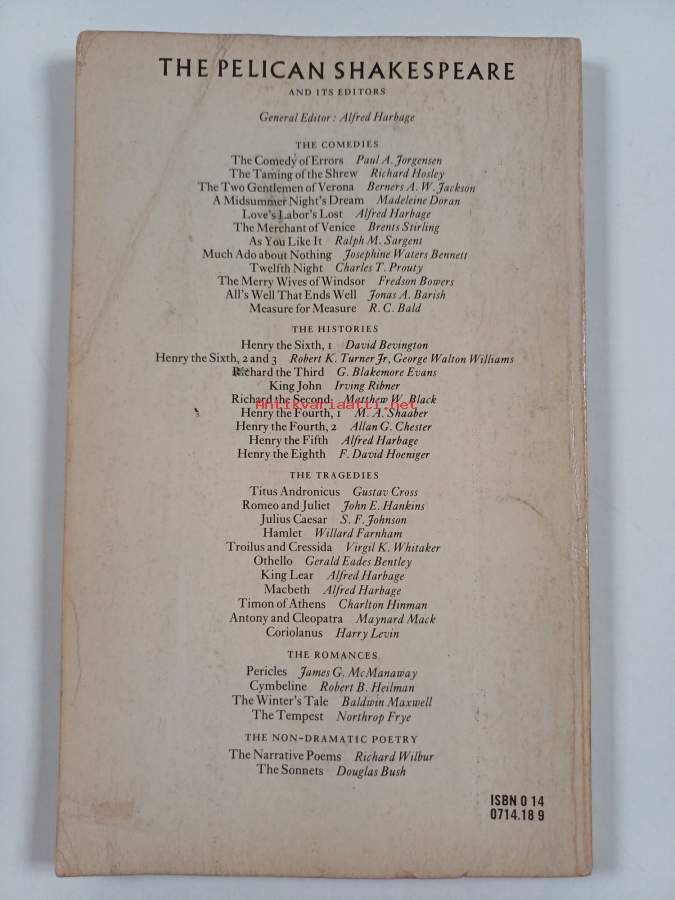 THE PELICAN SHAKESPEARE
AND ITS EDITORS
General Editor: Alfred Harbage
THE COMEDIES
The Comedy of Errors Paul A. Jorgensen
The Taming of the Shrew Richard Hosley
The Two Gentlemen of Verona Berners A. W. Jackson
A Midsummer Night's Dream Madeleine Doran
Love's Labor's Lost Alfred Harbage
The Merchant of Venice Brents Stirling
As You Like It Ralph M. Sargent
Much Ado about Nothing Josephine Waters Bennett
Twelfth Night Charles T. Prouty
The Merry Wives of Windsor Fredson Bowers
All's Well That Ends Well Jonas A. Barish
Measure for Measure R. C. Bald
THE HISTORIES
Henry the Sixth, 1 David Bevington
Henry the Sixth, 2 and 3 Robert K. Turner Jr, George Walton Williams
Richard the Third G. Blakemore Evans
King John Irving Ribner
Richard the Second Matthew W. Black
Antikvariaatti.net
Henry the Fourth, 1 M. A. Shaaber
Henry the Fourth, 2 Allan G. Chester
Henry the Fifth Alfred Harbage
Henry the Eighth F. David Hoeniger
THE TRAGEDIES
Titus Andronicus Gustav Cross
Romeo and Juliet John E. Hankins
Julius Caesar S. F. Johnson
Hamlet Willard Farnham
Troilus and Cressida Virgil K. Whitaker
Othello Gerald Eades Bentley
King Lear Alfred Harbage
Macbeth Alfred Harbage
Timon of Athens Charlton Hinman
Antony and Cleopatra Maynard Mack
Coriolanus Harry Levin
THE ROMANCES
Pericles James G. McManaway
Cymbeline Robert B. Heilman
The Winter's Tale Baldwin Maxwell
The Tempest Northrop Frye
THE NON-DRAMATIC POETRY
The Narrative Poems Richard Wilbur
The Sonnets Douglas Bush
ISBN 0 14
0714.18 9